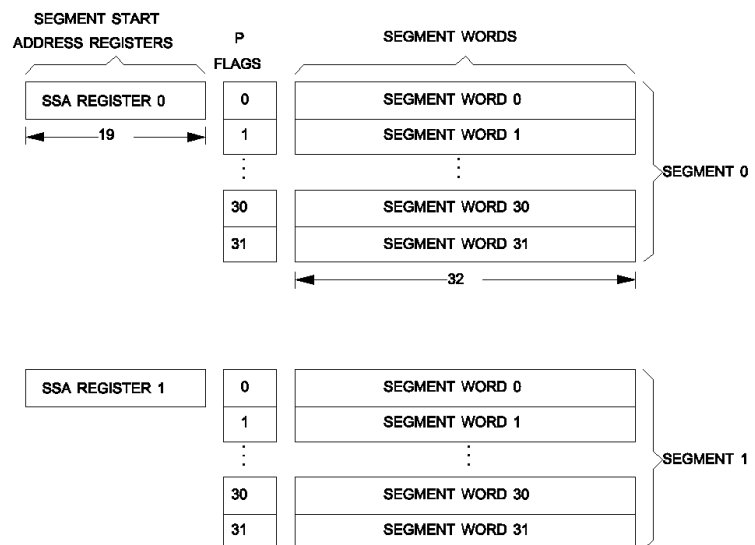 SEGMENT START
ADDRESS REGISTERS
P
FLAGS
SEGMENT WORDS
SSA REGISTER 0
0
SEGMENT WORD 0
19
1
SEGMENT WORD 1
SEGMENT 0
30
SEGMENT WORD 30
31
SEGMENT WORD 31
32
SSA REGISTER 1
0
SEGMENT WORD 0
1
SEGMENT WORD 1
SEGMENT 1
30
SEGMENT WORD 30
31
SEGMENT WORD 31